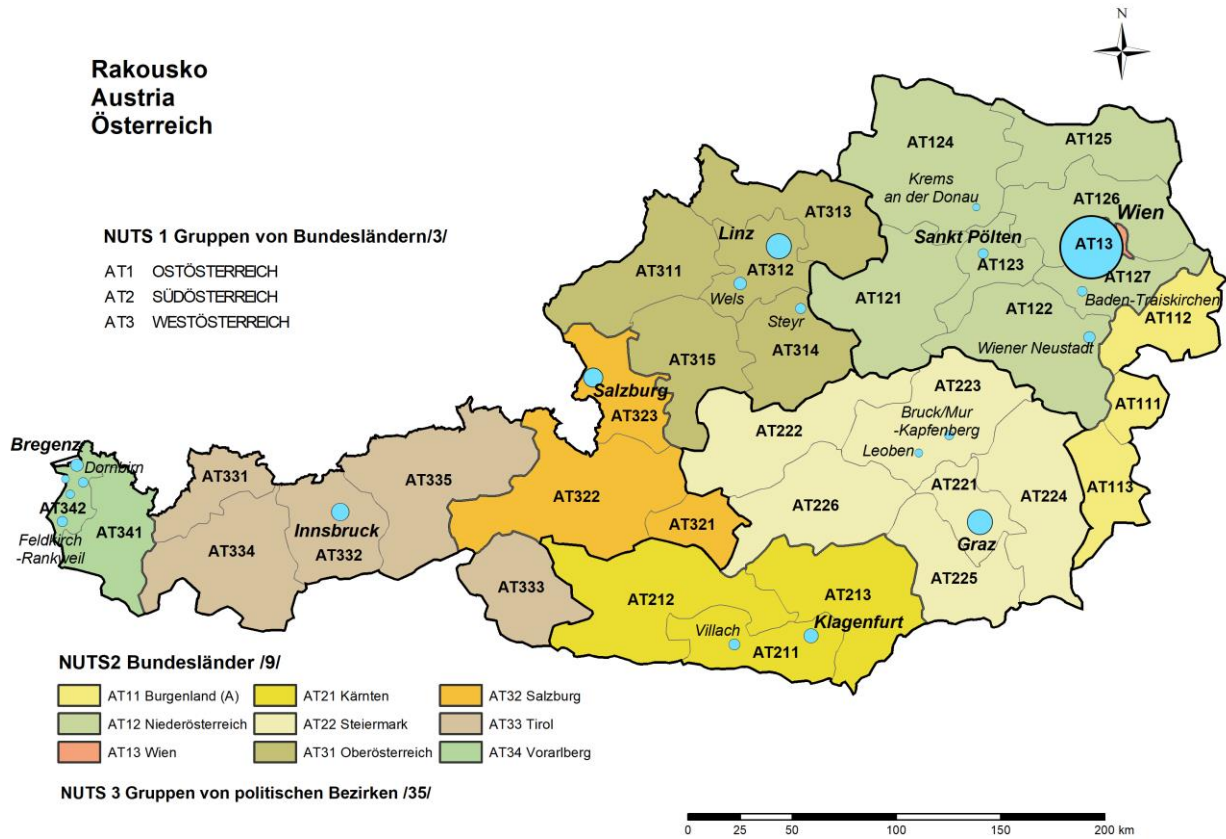 N
Rakousko
Austria
Österreich
NUTS 1 Gruppen von Bundesländern/3/
AT1 OSTÖSTERREICH
AT2 SÜDÖSTERREICH
AT3 WESTÖSTERREICH
AT124
AT125
Krems
an der Donau
AT126
Wien
AT313
Linz
Sankt Pölten
AT13
AT311
AT312
AT123
AT127
Wels
AT121
AT122
Baden-Traiskirchen
Steyr
AT112
AT315
AT314
Wiener Neustadt
Salzburg
AT223
AT323
Bruck/Mur
-Kapfenberg
AT111
AT222
Leoben
Bregenz
Dornbirn
AT331
AT335
AT322
AT221
AT224
AT113
AT342
AT341
AT321
AT226
Feldkirch
-Rankweil
AT334
Innsbruck
AT332
Graz
AT333
AT225
AT212
AT213
Villach
Klagenfurt
AT211
NUTS2 Bundesländer /9/
AT11 Burgenland (A)
AT21 Kärnten
AT32 Salzburg
AT12 Niederösterreich
AT22 Steiermark
AT33 Tirol
AT13 Wien
AT31 Oberösterreich
AT34 Vorarlberg
NUTS 3 Gruppen von politischen Bezirken /35/
0 25 50 100 150 200 km